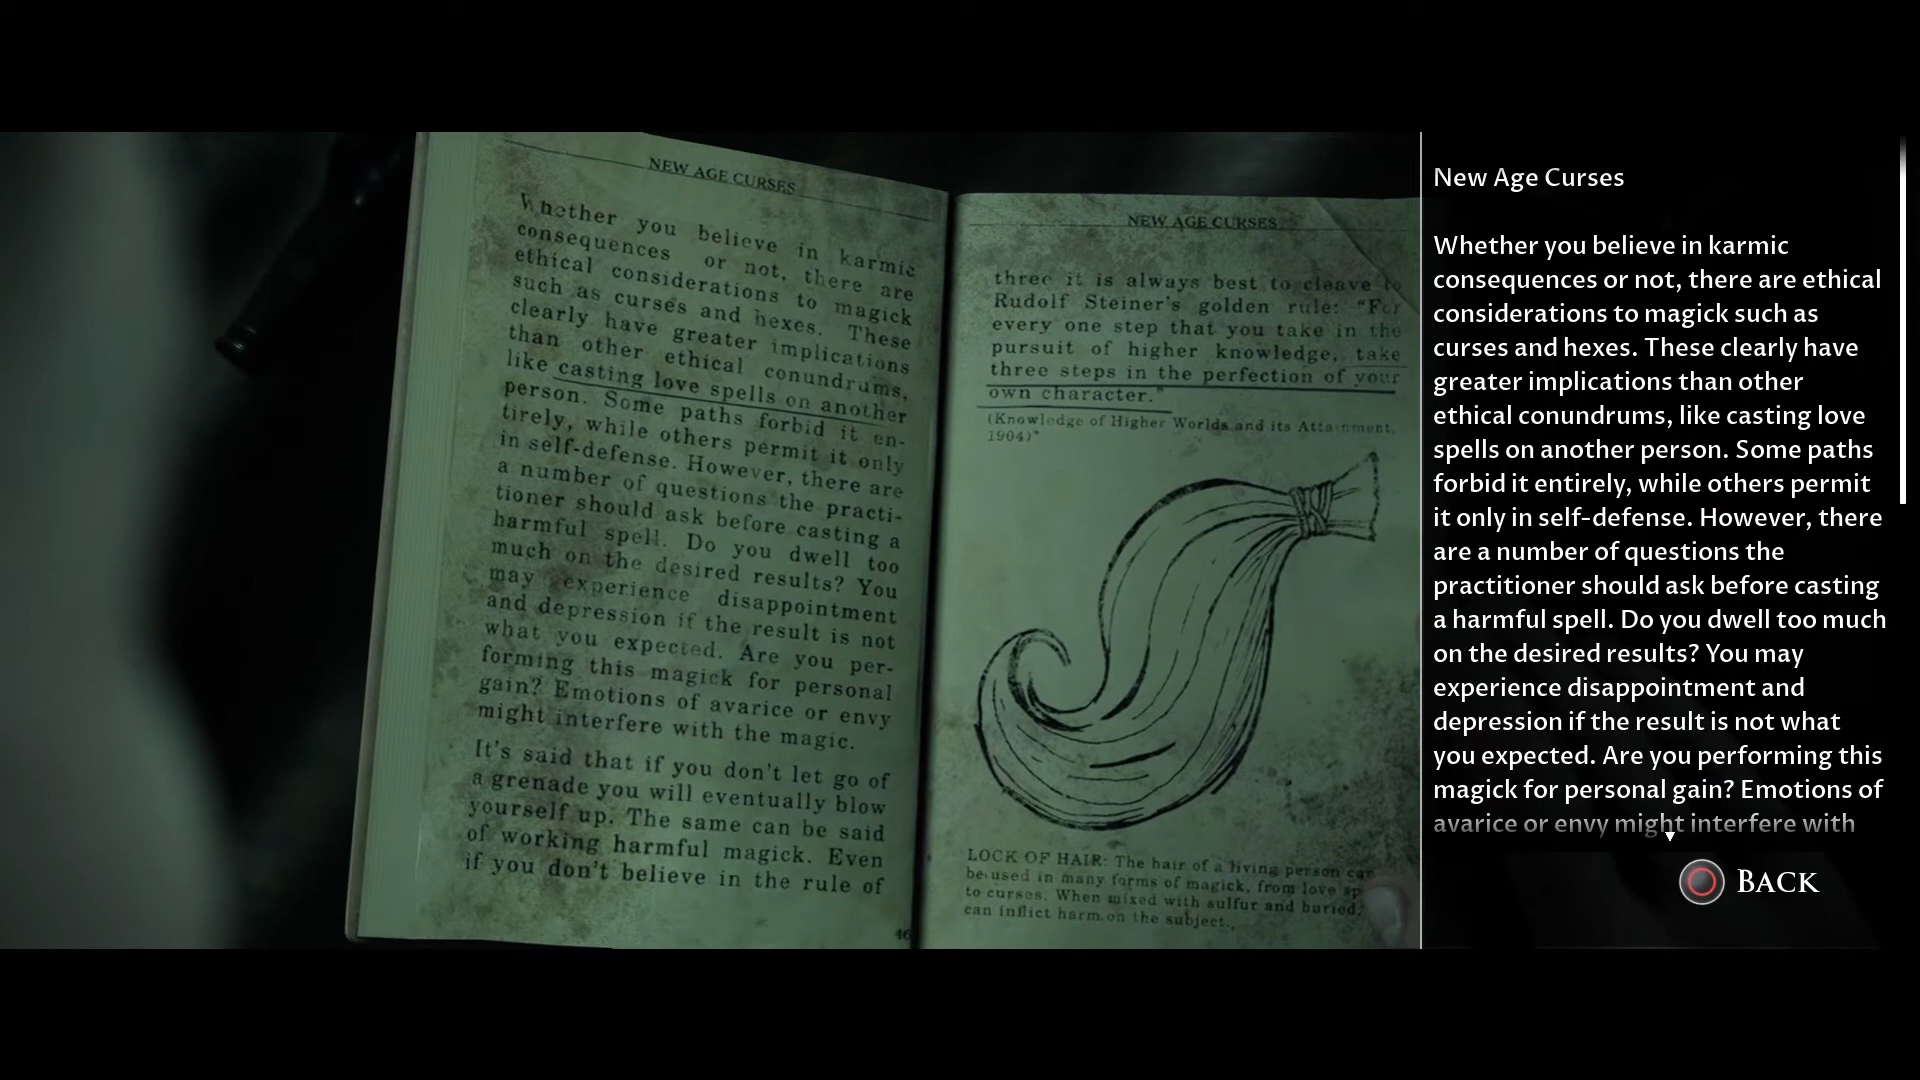 NEW AGE CURSES
Whether you believe in karmic
consequences or not, there are
ethical considerations to magick
such as curses and hexes. These
clearly have greater implications
than other ethical conundrums,
like casting love spells on another
person. Some paths forbid it en-
tirely, while others permit it only
in self-defense. However, there are
a number of questions the practi-
tioner should ask before casting a
harmful spell. Do you dwell too
much on the desired results? You
may experience disappointment
and depression if the result is not
what you expected. Are you per-
forming this magick for personal
gain? Emotions of avarice or envy
might interfere with the magic.
It's said that if you don't let go of
a grenade you will eventually blow
yourself up. The same can be said
of working harmful magick. Even
if you don't believe in the rule of
46
NEW AGE CURSES
three it is always best to cleave to
Rudolf Steiner's golden rule: "For
every one step that you take in the
pursuit of higher knowledge, take
three steps in the perfection of your
own character."
(Knowledge of Higher Worlds and its Attainment,
1904)"
LOCK OF HAIR: The hair of a living person can
be used in many forms of magick, from love sp
to curses. When mixed with sulfur and buried,
can inflict harm on the subject.,
New Age Curses
Whether you believe in karmic
consequences or not, there are ethical
considerations to magick such as
curses and hexes. These clearly have
greater implications than other
ethical conundrums, like casting love
spells on another person. Some paths
forbid it entirely, while others permit
it only in self-defense. However, there
are a number of questions the
practitioner should ask before casting
a harmful spell. Do you dwell too much
on the desired results? You may
experience disappointment and
depression if the result is not what
you expected. Are you performing this
magick for personal gain? Emotions of
avarice or envy might interfere with
BACK